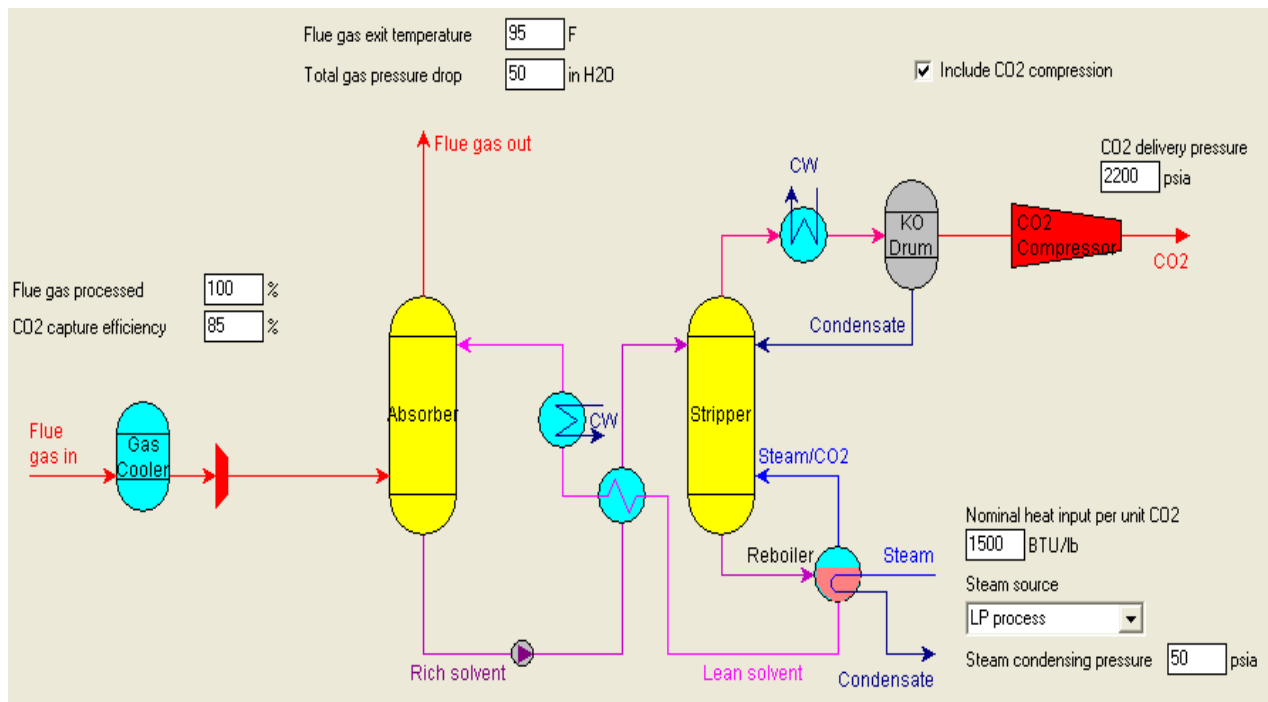 Flue gas exit temperature 95 F
Total gas pressure drop 50 in H2O
Include CO2 compression
Flue gas out
CO2 delivery pressure
2200 psia
CW
KO
Drum
CO2
Compressor
CO2
Flue gas processed 100 %
CO2 capture efficiency 85 %
Condensate
Absorber
CW
Stripper
Flue
gas in
Gas
Cooler
Steam/CO2
Nominal heat input per unit CO2
1500 BTU/lb
Reboiler
Steam
Steam source
LP process
Rich solvent
Lean solvent
Condensate
Steam condensing pressure 50 psia